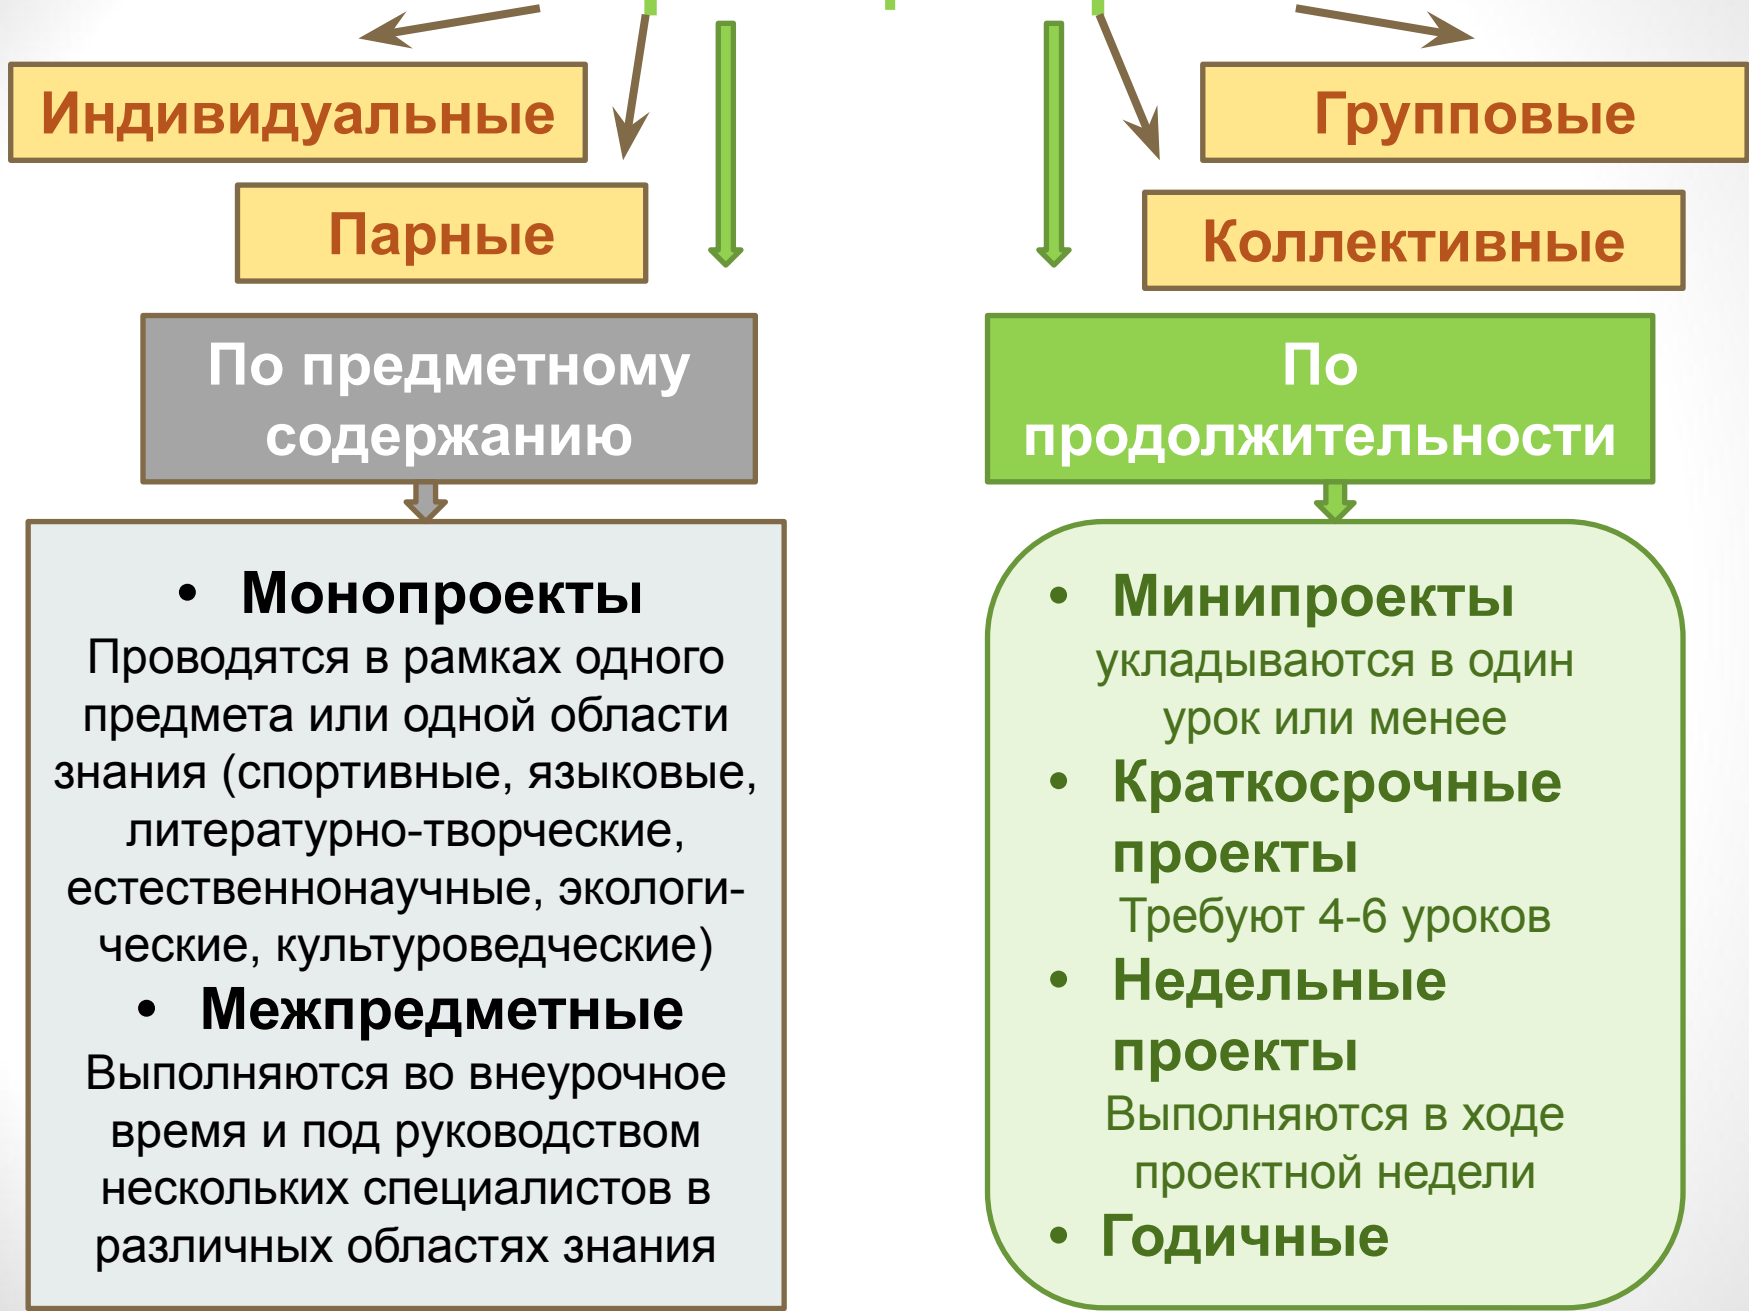 Индивидуальные
Групповые
Парные
Коллективные
По предметному
содержанию
• Монопроекты
Проводятся в рамках одного
предмета или одной области
знания (спортивные, языковые,
литературно-творческие,
естественнонаучные, экологи-
ческие, культуроведческие)
• Межпредметные
Выполняются во внеурочное
время и под руководством
нескольких специалистов в
различных областях знания
По
продолжительности
• Минипроекты
укладываются в один
урок или менее
• Краткосрочные
проекты
Требуют 4-6 уроков
• Недельные
проекты
Выполняются в ходе
проектной недели
• Годичные